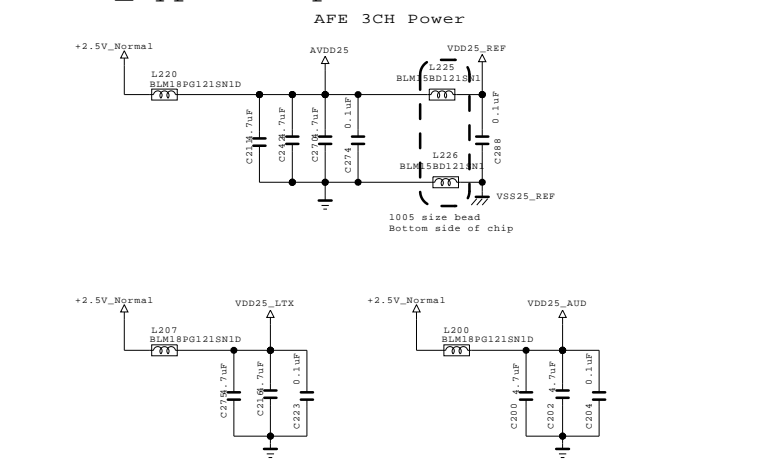 AFE 3CH Power
+2.5V_Normal
AVDD25
VDD25_REF
L220
BLM18PG121SN1D
L225
BLM15BD121SN1
C211
4.7uF
C242
4.7uF
C270
4.7uF
C274
0.1uF
C288
0.1uF
L226
BLM15BD121SN1
VSS25_REF
1005 size bead
Bottom side of chip
+2.5V_Normal
VDD25_LTX
L207
BLM18PG121SN1D
C275
4.7uF
C216
4.7uF
C223
0.1uF
+2.5V_Normal
VDD25_AUD
L200
BLM18PG121SN1D
C200
4.7uF
C202
4.7uF
C204
0.1uF